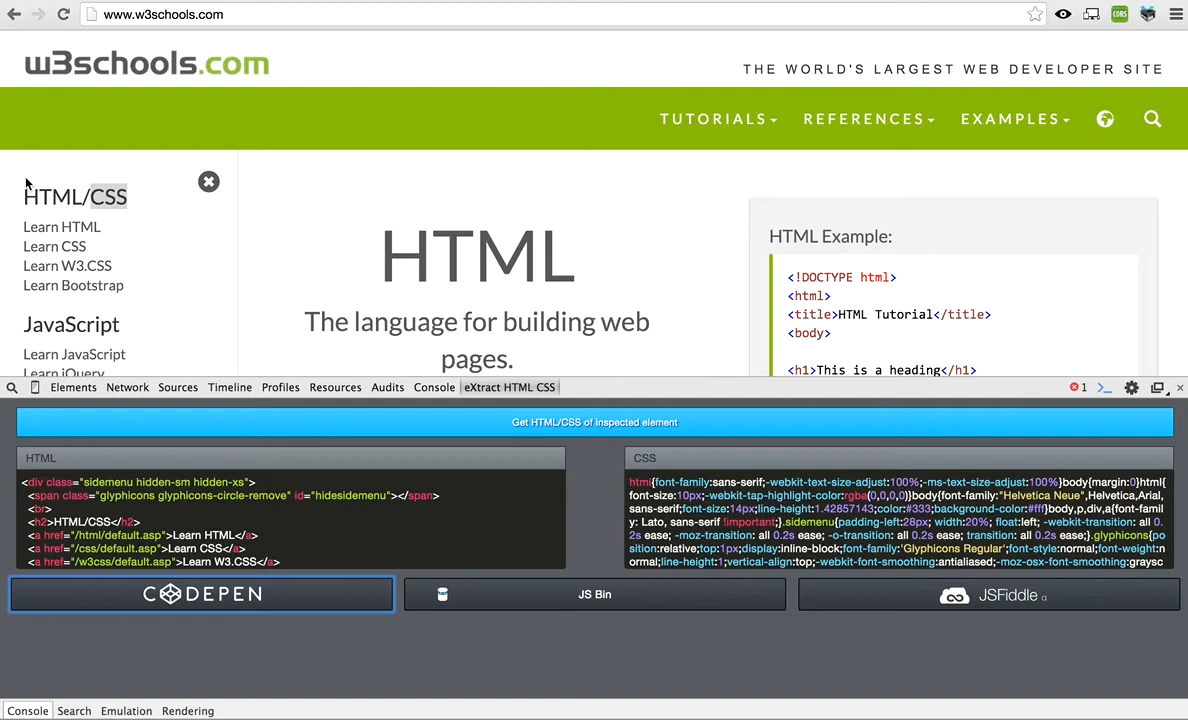 www.w3schools.com
CORS
w3schools.com
THE WORLD'S LARGEST WEB DEVELOPER SITE
TUTORIALS REFERENCES EXAMPLES
HTML/CSS
Learn HTML
Learn CSS
Learn W3.CSS
Learn Bootstrap
JavaScript
Learn JavaScript
Learn jQuery
HTML
The language for building web
pages.
HTML Example:
<!DOCTYPE html>
<html>
<title>HTML Tutorial</title>
<body>
<h1>This is a heading</h1>
Elements Network Sources Timeline Profiles Resources Audits Console eXtract HTML CSS 1
Get HTML/CSS of inspected element
HTML
<div class="sidemenu hidden-sm hidden-xs">
<span class="glyphicons glyphicons-circle-remove" id="hidesidemenu"></span>
<br>
<h2>HTML/CSS</h2>
<a href="/html/default.asp">Learn HTML</a>
<a href="/css/default.asp">Learn CSS</a>
<a href="/w3css/default.asp">Learn W3.CSS</a>
CSS
html{font-family:sans-serif;-webkit-text-size-adjust:100%;-ms-text-size-adjust:100%}body{margin:0}html{
font-size:10px;-webkit-tap-highlight-color:rgba(0,0,0,0)}body{font-family:"Helvetica Neue",Helvetica,Arial,
sans-serif;font-size:14px;line-height:1.42857143;color:#333;background-color:#fff}body,p,div,a{font-famil
y: Lato, sans-serif !important;}.sidemenu{padding-left:28px; width:20%; float:left; -webkit-transition: all 0.
2s ease; -moz-transition: all 0.2s ease; -o-transition: all 0.2s ease; transition: all 0.2s ease;}.glyphicons{po
sition:relative;top:1px;display:inline-block;font-family:'Glyphicons Regular';font-style:normal;font-weight:n
ormal;line-height:1;vertical-align:top;-webkit-font-smoothing:antialiased;-moz-osx-font-smoothing:graysc
CODEPEN
JS Bin
JSFiddle α
Console Search Emulation Rendering